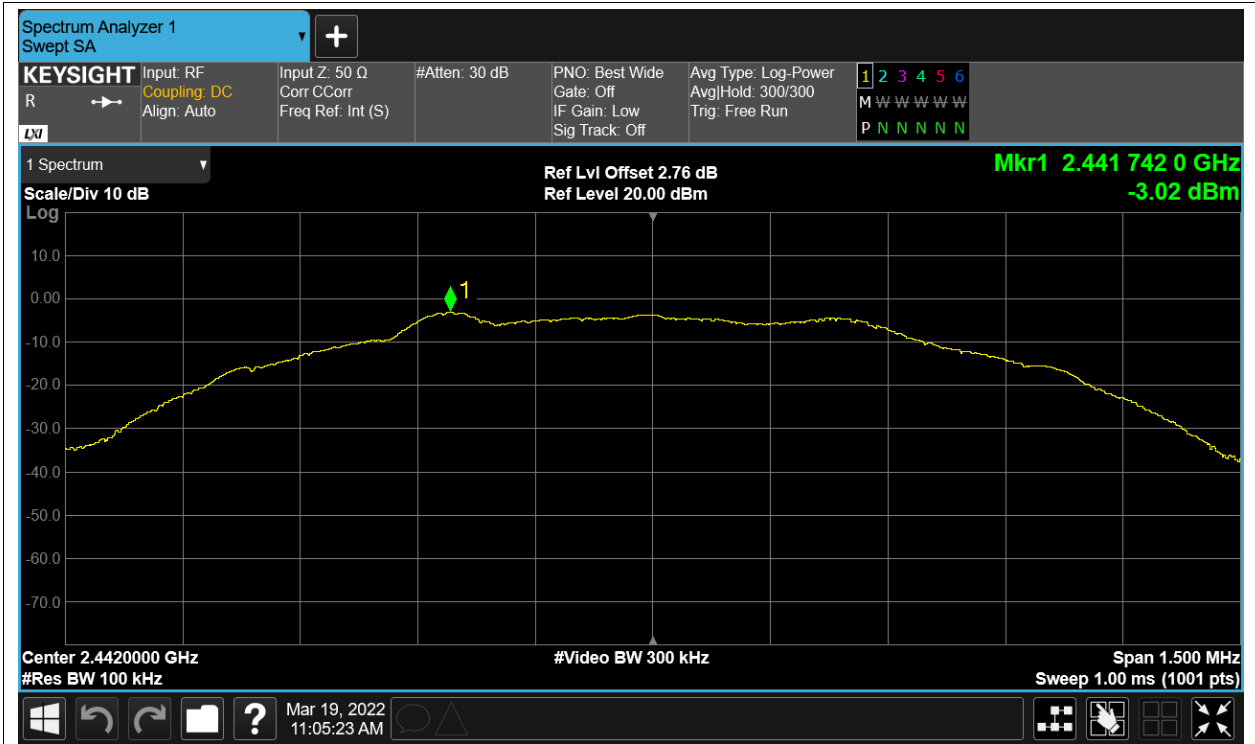 Spectrum Analyzer 1
Swept SA
KEYSIGHT
R
LXI
Input: RF
Coupling: DC
Align: Auto
Input Z: 50 Ω
Corr CCorr
Freq Ref: Int (S)
#Atten: 30 dB
PNO: Best Wide
Gate: Off
IF Gain: Low
Sig Track: Off
Avg Type: Log-Power
Avg|Hold: 300/300
Trig: Free Run
1 2 3 4 5 6
M W W W W W W
P N N N N N N
1 Spectrum
Scale/Div 10 dB
Ref Lvl Offset 2.76 dB
Ref Level 20.00 dBm
Mkr1 2.441 742 0 GHz
-3.02 dBm
Log
10.0
0.00
-10.0
-20.0
-30.0
-40.0
-50.0
-60.0
-70.0
1
Center 2.4420000 GHz
#Res BW 100 kHz
#Video BW 300 kHz
Span 1.500 MHz
Sweep 1.00 ms (1001 pts)
?
Mar 19, 2022
11:05:23 AM